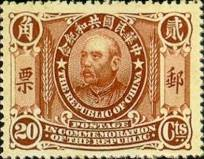 中華民國共和紀念
貳角
郵票
THE REPUBLIC OF CHINA
POSTAGE
20 IN COMMEMORATION Cts
OF THE REPUBLIC